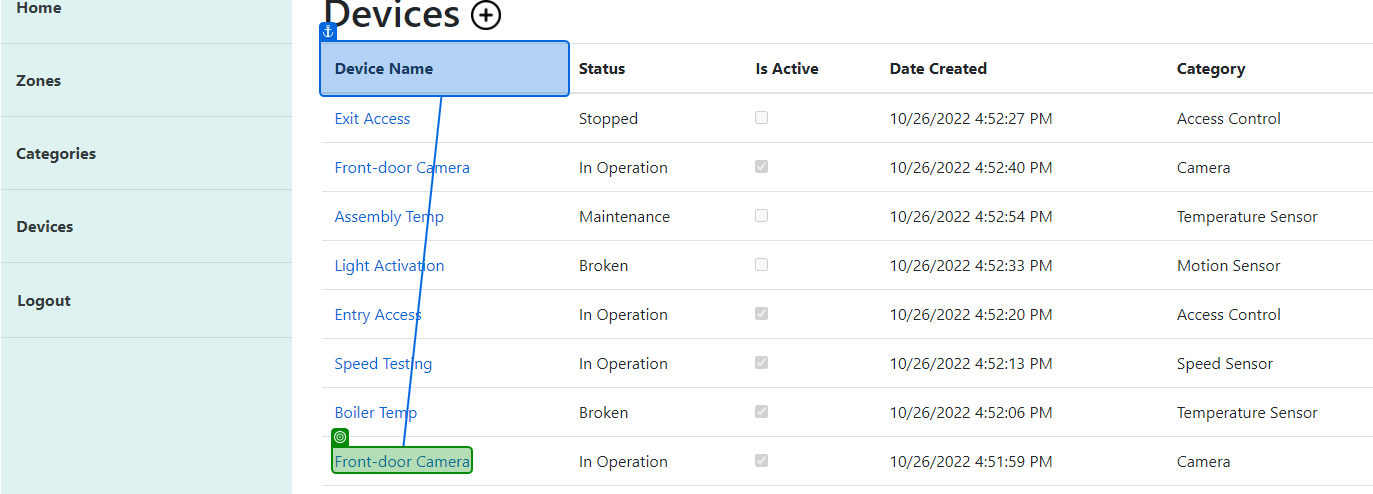 Home
Devices
Device Name Status Is Active Date Created Category
Zones
Exit Access Stopped 10/26/2022 4:52:27 PM Access Control
Categories
Front-door Camera In Operation 10/26/2022 4:52:40 PM Camera
Assembly Temp Maintenance 10/26/2022 4:52:54 PM Temperature Sensor
Devices
Light Activation Broken 10/26/2022 4:52:33 PM Motion Sensor
Logout
Entry Access In Operation 10/26/2022 4:52:20 PM Access Control
Speed Testing In Operation 10/26/2022 4:52:13 PM Speed Sensor
Boiler Temp Broken 10/26/2022 4:52:06 PM Temperature Sensor
Front-door Camera In Operation 10/26/2022 4:51:59 PM Camera